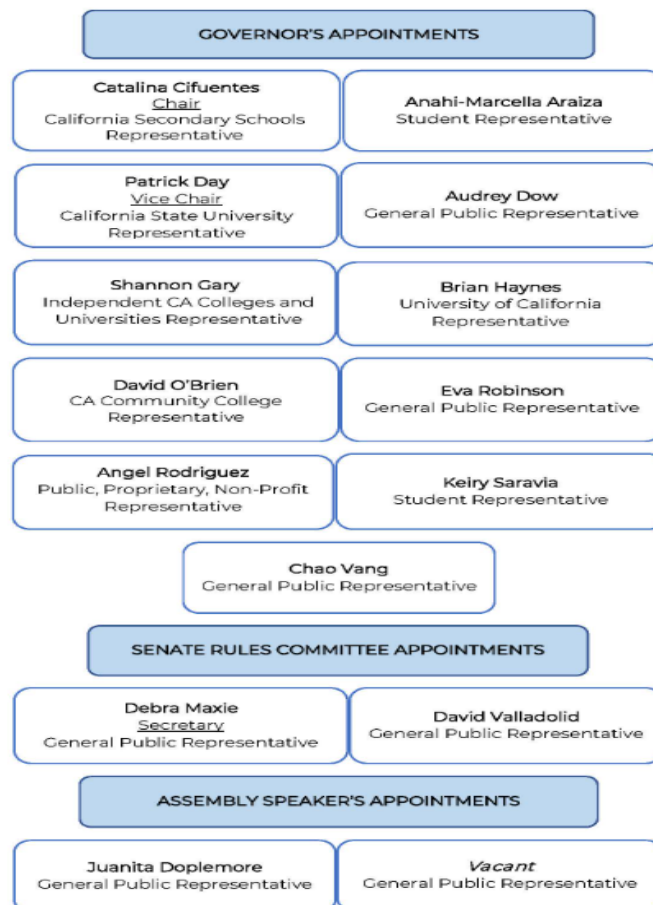 GOVERNOR'S APPOINTMENTS
Catalina Cifuentes
Chair
California Secondary Schools
Representative
Anahi-Marcella Araiza
Student Representative
Patrick Day
Vice Chair
California State University
Representative
Audrey Dow
General Public Representative
Shannon Gary
Independent CA Colleges and
Universities Representative
Brian Haynes
University of California
Representative
David O'Brien
CA Community College
Representative
Eva Robinson
General Public Representative
Angel Rodriguez
Public, Proprietary, Non-Profit
Representative
Keiry Saravia
Student Representative
Chao Vang
General Public Representative
SENATE RULES COMMITTEE APPOINTMENTS
Debra Maxie
Secretary
General Public Representative
David Valladolid
General Public Representative
ASSEMBLY SPEAKER'S APPOINTMENTS
Juanita Doplemore
General Public Representative
Vacant
General Public Representative